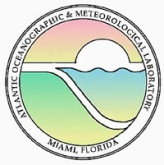 ATLANTIC OCEANOGRAPHIC & METEOROLOGICAL LABORATORY
MIAMI, FLORIDA